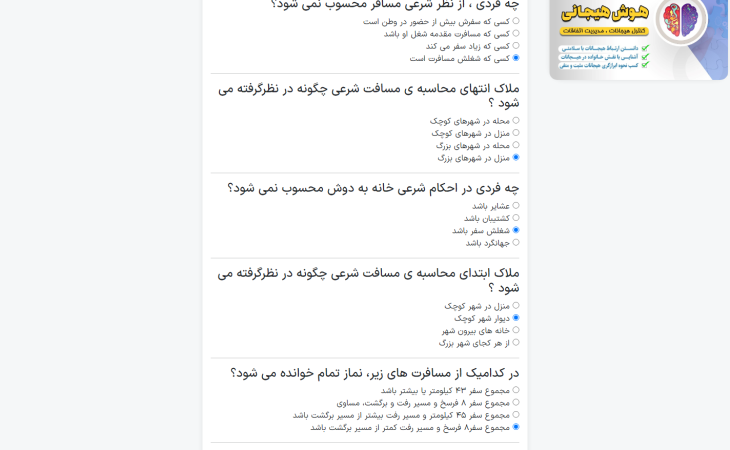 چه فردی ، از نظر شرعی مسافر محسوب نمی شود؟
کسی که سفرش بیش از حضور در وطن است
کسی که مسافرت مقدمه شغل او باشد
کسی که زیاد سفر می کند
کسی که شغلش مسافرت است
ملاک انتهای محاسبه ی مسافت شرعی چگونه در نظرگرفته می
شود ؟
محله در شهرهای کوچک
منزل در شهرهای کوچک
محله در شهرهای بزرگ
منزل در شهرهای بزرگ
چه فردی در احکام شرعی خانه به دوش محسوب نمی شود؟
عشایر باشد
کشتیبان باشد
شغلش سفر باشد
جهانگرد باشد
ملاک ابتدای محاسبه ی مسافت شرعی چگونه در نظرگرفته می
شود ؟
منزل در شهر کوچک
دیوار شهر کوچک
خانه های بیرون شهر
از هر کجای شهر بزرگ
در کدامیک از مسافرت های زیر، نماز تمام خوانده می شود؟
مجموع سفر ۴۳ کیلومتر یا بیشتر باشد
مجموع سفر ۸ فرسخ و مسیر رفت و برگشت، مساوی
مجموع سفر ۴۵ کیلومتر و مسیر رفت بیشتر از مسیر برگشت باشد
مجموع سفر۸ فرسخ و مسیر رفت کمتر از مسیر برگشت باشد
هوش هیجانی
کنترل هیجانات ، مدیریت اتفاقات
دانستن ارتباط هیجانات با سلامتی
آشنایی با نقش خانواده در هیجانات
کسب نحوه ابرازگری هیجانات مثبت و منفی